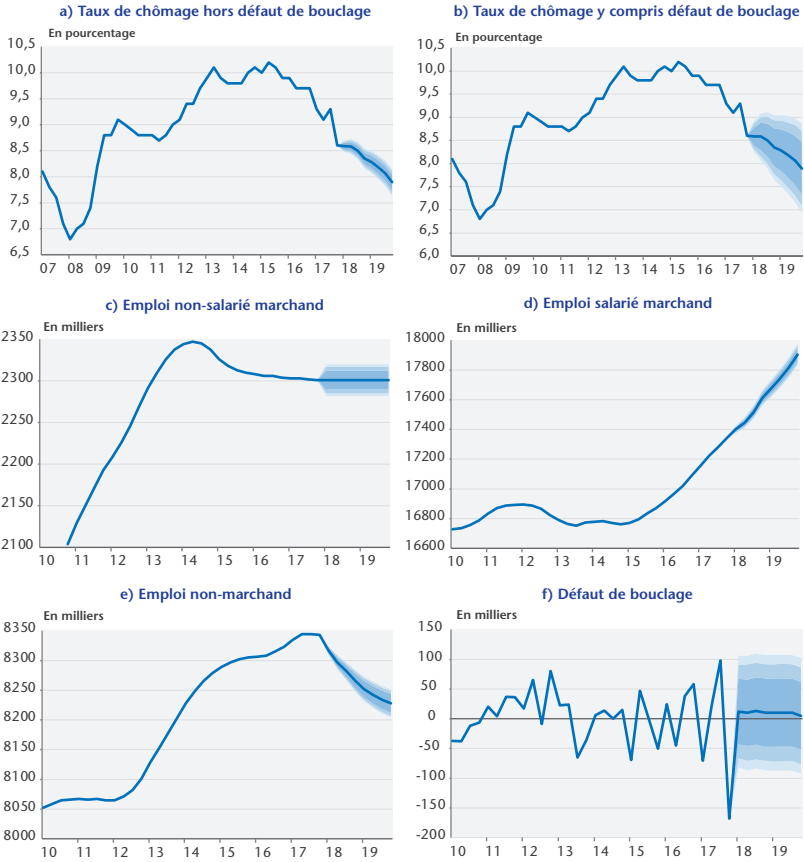 a) Taux de chômage hors défaut de bouclage
En pourcentage
10,5
10,0
9,5
9,0
8,5
8,0
7,5
7,0
6,5
07 08 09 10 11 12 13 14 15 16 17 18 19
b) Taux de chômage y compris défaut de bouclage
En pourcentage
10,5
10,0
9,5
9,0
8,5
8,0
7,5
7,0
6,5
6,0
07 08 09 10 11 12 13 14 15 16 17 18 19
c) Emploi non-salarié marchand
En milliers
2350
2300
2250
2200
2150
2100
10 11 12 13 14 15 16 17 18 19
d) Emploi salarié marchand
En milliers
18000
17800
17600
17400
17200
17000
16800
16600
10 11 12 13 14 15 16 17 18 19
e) Emploi non-marchand
En milliers
8350
8300
8250
8200
8150
8100
8050
8000
10 11 12 13 14 15 16 17 18 19
f) Défaut de bouclage
En milliers
150
100
50
0
-50
-100
-150
-200
10 11 12 13 14 15 16 17 18 19